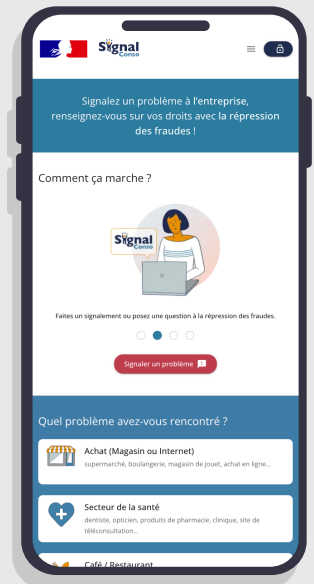 Signal
Conso
Signalez un problème à l'entreprise,
renseignez-vous sur vos droits avec la répression
des fraudes !
Comment ça marche ?
Signal
Conso
Faites un signalement ou posez une question à la répression des fraudes.
Signaler un problème
Quel problème avez-vous rencontré ?
Achat (Magasin ou Internet)
supermarché, boulangerie, magasin de jouet, achat en ligne...
Secteur de la santé
dentiste, opticien, produits de pharmacie, clinique, site de
téléconsultation...
Café / Restaurant